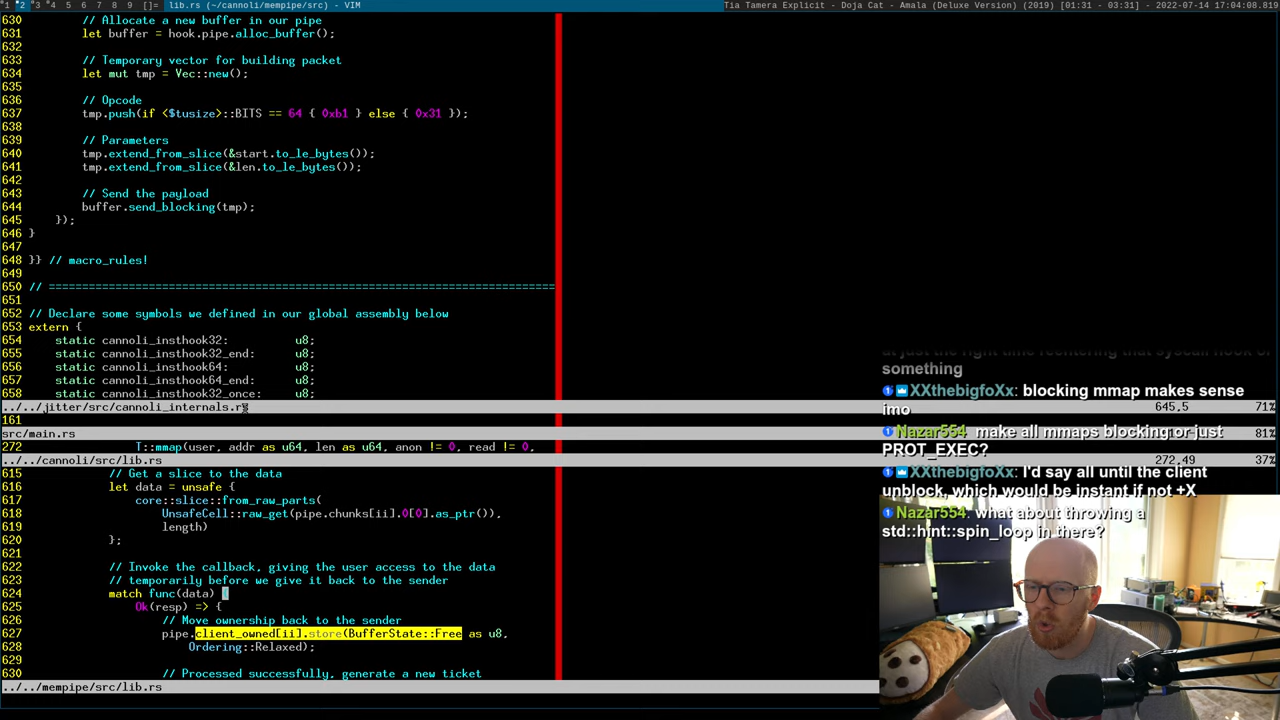 1 2 3 4 5 6 7 8 9 []= lib.rs (~/cannoli/mempipe/src) - VIM
Tia Tamera Explicit - Doja Cat - Amala (Deluxe Version) (2019) [01:31 - 03:31] - 2022-07-14 17:04:08.819
630 // Allocate a new buffer in our pipe
631 let buffer = hook.pipe.alloc_buffer();
632
633 // Temporary vector for building packet
634 let mut tmp = Vec::new();
635
636 // Opcode
637 tmp.push(if <$tusize>::BITS == 64 { 0xb1 } else { 0x31 });
638
639 // Parameters
640 tmp.extend_from_slice(&start.to_le_bytes());
641 tmp.extend_from_slice(&len.to_le_bytes());
642
643 // Send the payload
644 buffer.send_blocking(tmp);
645 });
646 }
647
648 }} // macro_rules!
649
650 // ============================================================================
651
652 // Declare some symbols we defined in our global assembly below
653 extern {
654 static cannoli_insthook32: u8;
655 static cannoli_insthook32_end: u8;
656 static cannoli_insthook64: u8;
657 static cannoli_insthook64_end: u8;
658 static cannoli_insthook32_once: u8;
../../jitter/src/cannoli_internals.rs 645,5 71%
161
src/main.rs 81%
272 T::mmap(user, addr as u64, len as u64, anon != 0, read != 0,
../../cannoli/src/lib.rs 272,49 37%
615 // Get a slice to the data
616 let data = unsafe {
617 core::slice::from_raw_parts(
618 UnsafeCell::raw_get(pipe.chunks[ii].0[0].as_ptr()),
619 length)
620 };
621
622 // Invoke the callback, giving the user access to the data
623 // temporarily before we give it back to the sender
624 match func(data) {
625 Ok(resp) => {
626 // Move ownership back to the sender
627 pipe.client_owned[ii].store(BufferState::Free as u8,
628 Ordering::Relaxed);
629
630 // Processed successfully, generate a new ticket
../../mempipe/src/lib.rs
at just the right time reentering that syscall hook or
something
XXthebigfoXx: blocking mmap makes sense
imo
Nazar554: make all mmaps blocking or just
PROT_EXEC?
XXthebigfoXx: I'd say all until the client
unblock, which would be instant if not +X
Nazar554: what about throwing a
std::hint::spin_loop in there?